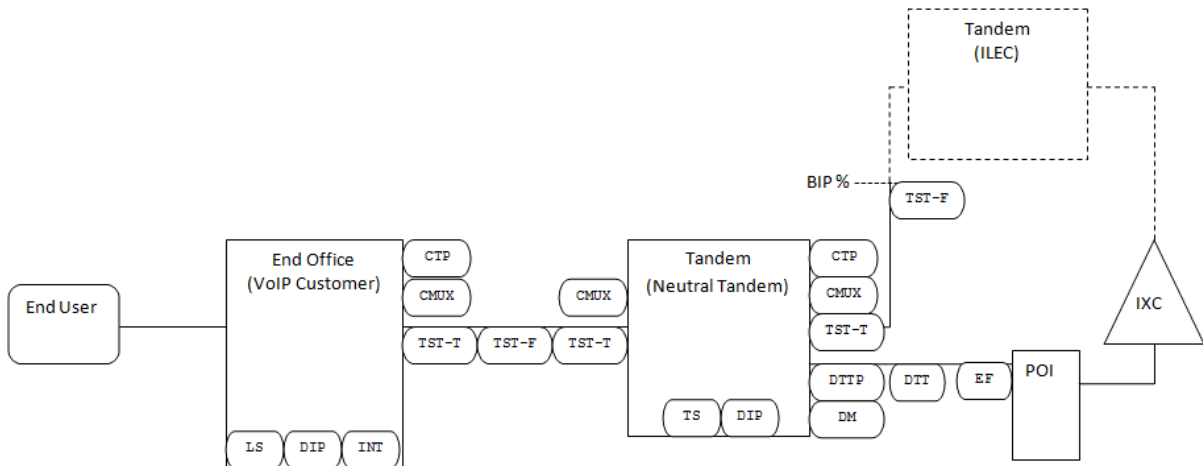 Tandem
(ILEC)
BIP %
TST-F
End Office
(VoIP Customer)
CTP
CMUX
CMUX
Tandem
(Neutral Tandem)
CTP
CMUX
TST-T
End User
IXC
TST-T
TST-F
TST-T
DTTP
DTT
EF
POI
DM
TS
DIP
LS
DIP
INT